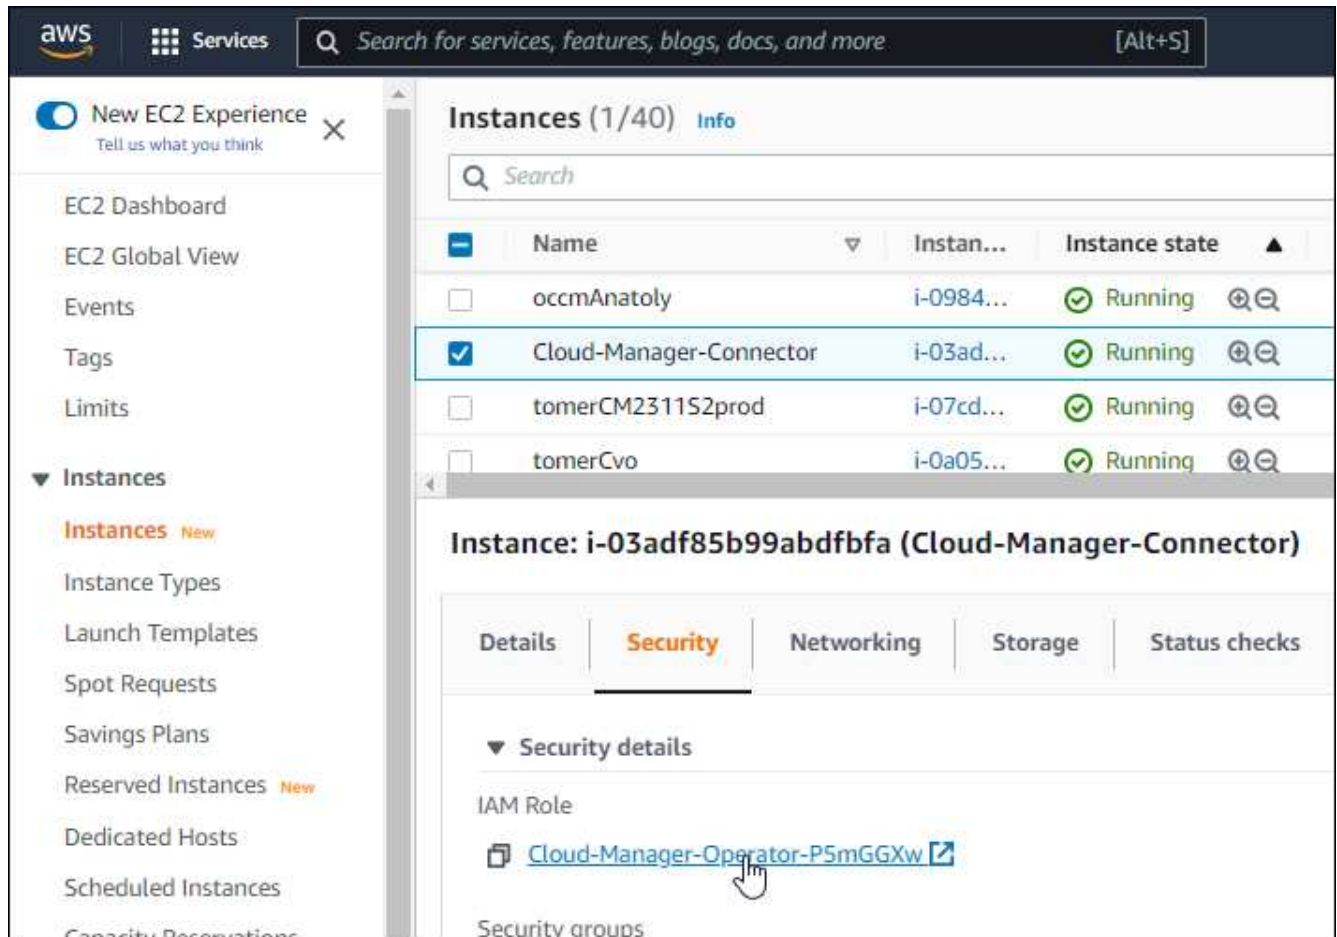 aws
Services
Search for services, features, blogs, docs, and more [Alt+S]
New EC2 Experience
Tell us what you think
EC2 Dashboard
EC2 Global View
Events
Tags
Limits
Instances
Instances New
Instance Types
Launch Templates
Spot Requests
Savings Plans
Reserved Instances New
Dedicated Hosts
Scheduled Instances
Capacity Reservations
Instances (1/40) Info
Search
Name Instan... Instance state
occmAnatoly i-0984... Running
Cloud-Manager-Connector i-03ad... Running
tomerCM2311S2prod i-07cd... Running
tomerCvo i-0a05... Running
Instance: i-03adf85b99abdfbfa (Cloud-Manager-Connector)
Details Security Networking Storage Status checks
Security details
IAM Role
Cloud-Manager-Operator-P5mGGXw
Security groups